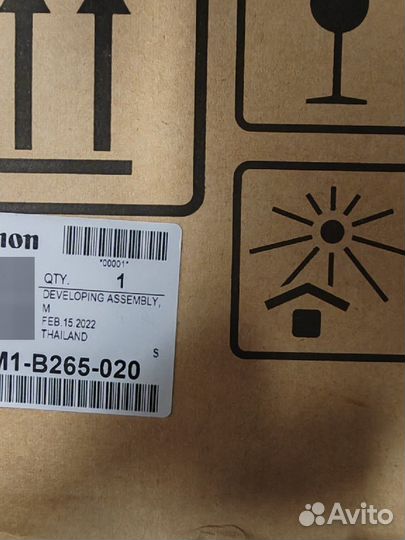 non
*00001*
QTY. 1
DEVELOPING ASSEMBLY,
M
FEB.15.2022
THAILAND
S
M1-B265-020
Avito